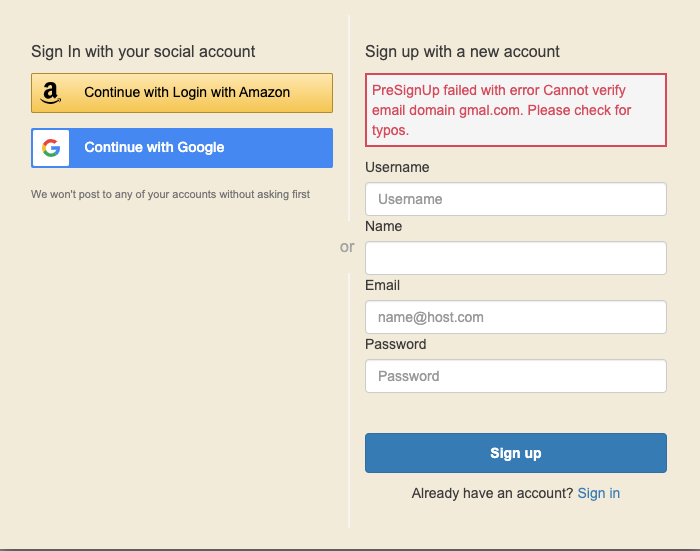 Sign In with your social account
Continue with Login with Amazon
Continue with Google
We won't post to any of your accounts without asking first
or
Sign up with a new account
PreSignUp failed with error Cannot verify
email domain gmal.com. Please check for
typos.
Username
Username
Name
Email
name@host.com
Password
Password
Sign up
Already have an account? Sign in